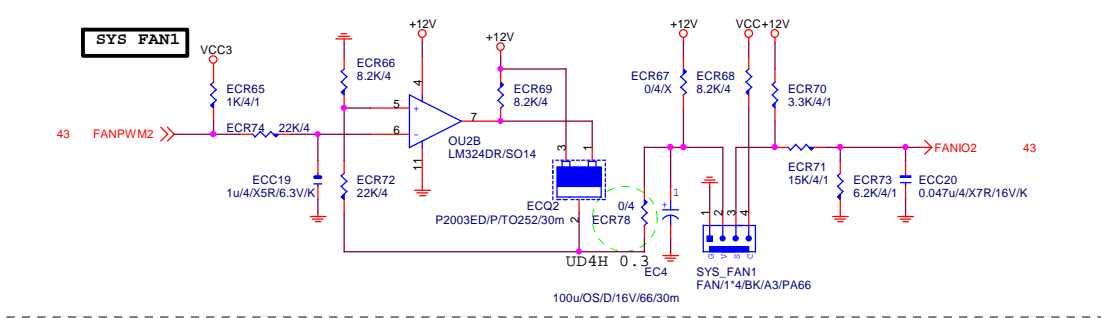 SYS FAN1
VCC3
ECR65
1K/4/1
43
FANPWM2
ECR74
22K/4
ECC19
1u/4/X5R/6.3V/K
ECR66
8.2K/4
ECR72
22K/4
+12V
4
5
+
6
-
7
11
OU2B
LM324DR/SO14
+12V
ECR69
8.2K/4
3
1
2
ECQ2
P2003ED/P/TO252/30m
0/4
ECR78
UD4H 0.3
+12V
ECR67
0/4/X
ECR68
8.2K/4
VCC
+12V
ECR70
3.3K/4/1
1
+
EC4
100u/OS/D/16V/66/30m
1
2
3
4
G
V
S
C
SYS_FAN1
FAN/1*4/BK/A3/PA66
ECR71
15K/4/1
ECR73
6.2K/4/1
ECC20
0.047u/4/X7R/16V/K
FANIO2
43